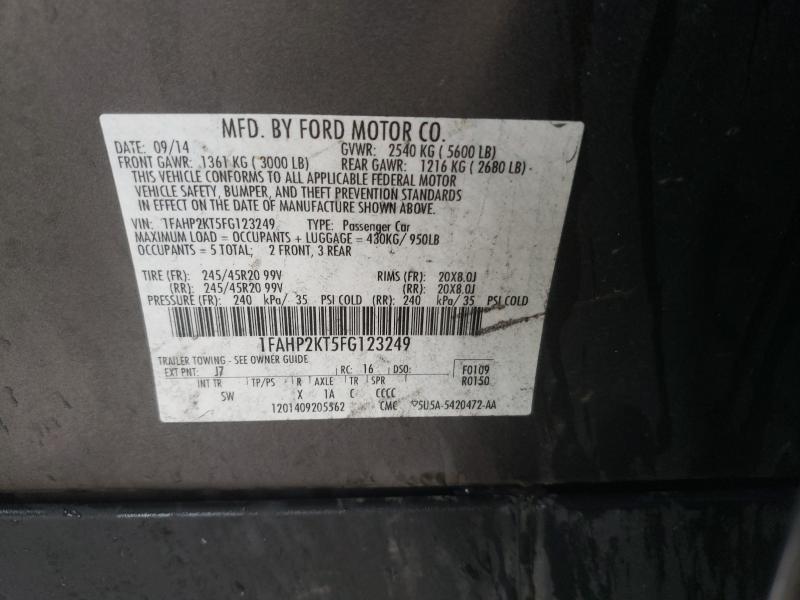 MFD. BY FORD MOTOR CO.
DATE: 09/14 GVWR: 2540 KG ( 5600 LB)
FRONT GAWR: 1361 KG ( 3000 LB) REAR GAWR: 1216 KG ( 2680 LB)
THIS VEHICLE CONFORMS TO ALL APPLICABLE FEDERAL MOTOR
VEHICLE SAFETY, BUMPER, AND THEFT PREVENTION STANDARDS
IN EFFECT ON THE DATE OF MANUFACTURE SHOWN ABOVE.
VIN: 1FAHP2KT5FG123249 TYPE: Passenger Car
MAXIMUM LOAD = OCCUPANTS + LUGGAGE = 430KG/ 950LB
OCCUPANTS = 5 TOTAL; 2 FRONT, 3 REAR
TIRE (FR): 245/45R20 99V RIMS (FR): 20X8.0J
(RR): 245/45R20 99V (RR): 20X8.0J
PRESSURE (FR): 240 kPa/ 35 PSI COLD (RR): 240 kPa/ 35 PSI COLD
1FAHP2KT5FG123249
TRAILER TOWING - SEE OWNER GUIDE
EXT PNT: J7 RC: 16 DSO: F0109
INT TR TP/PS R AXLE TR SPR R0150
SW X 1A C CCCC
1201409205562 CMC 5U5A-5420472-AA